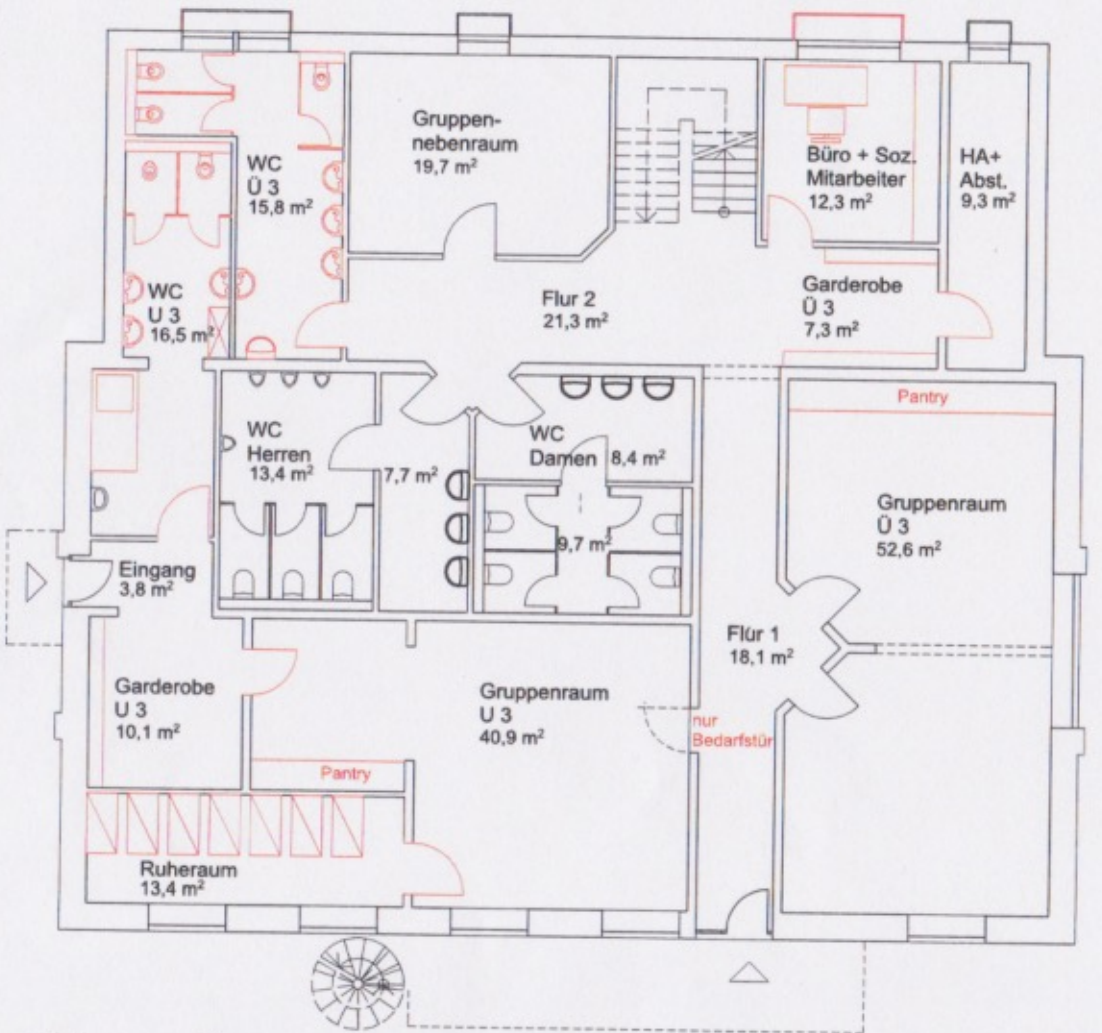 Gruppen-
nebenraum
19,7 m²
WC
Ü 3
15,8 m²
Büro + Soz.
Mitarbeiter
12,3 m²
HA+
Abst.
9,3 m²
WC
U 3
16,5 m²
Flur 2
21,3 m²
Garderobe
Ü 3
7,3 m²
Pantry
WC
Herren
13,4 m²
7,7 m²
WC
Damen 8,4 m²
9,7 m²
Gruppenraum
Ü 3
52,6 m²
Eingang
3,8 m²
Flur 1
18,1 m²
Garderobe
U 3
10,1 m²
Gruppenraum
U 3
40,9 m²
nur
Bedarfstür
Pantry
Ruheraum
13,4 m²